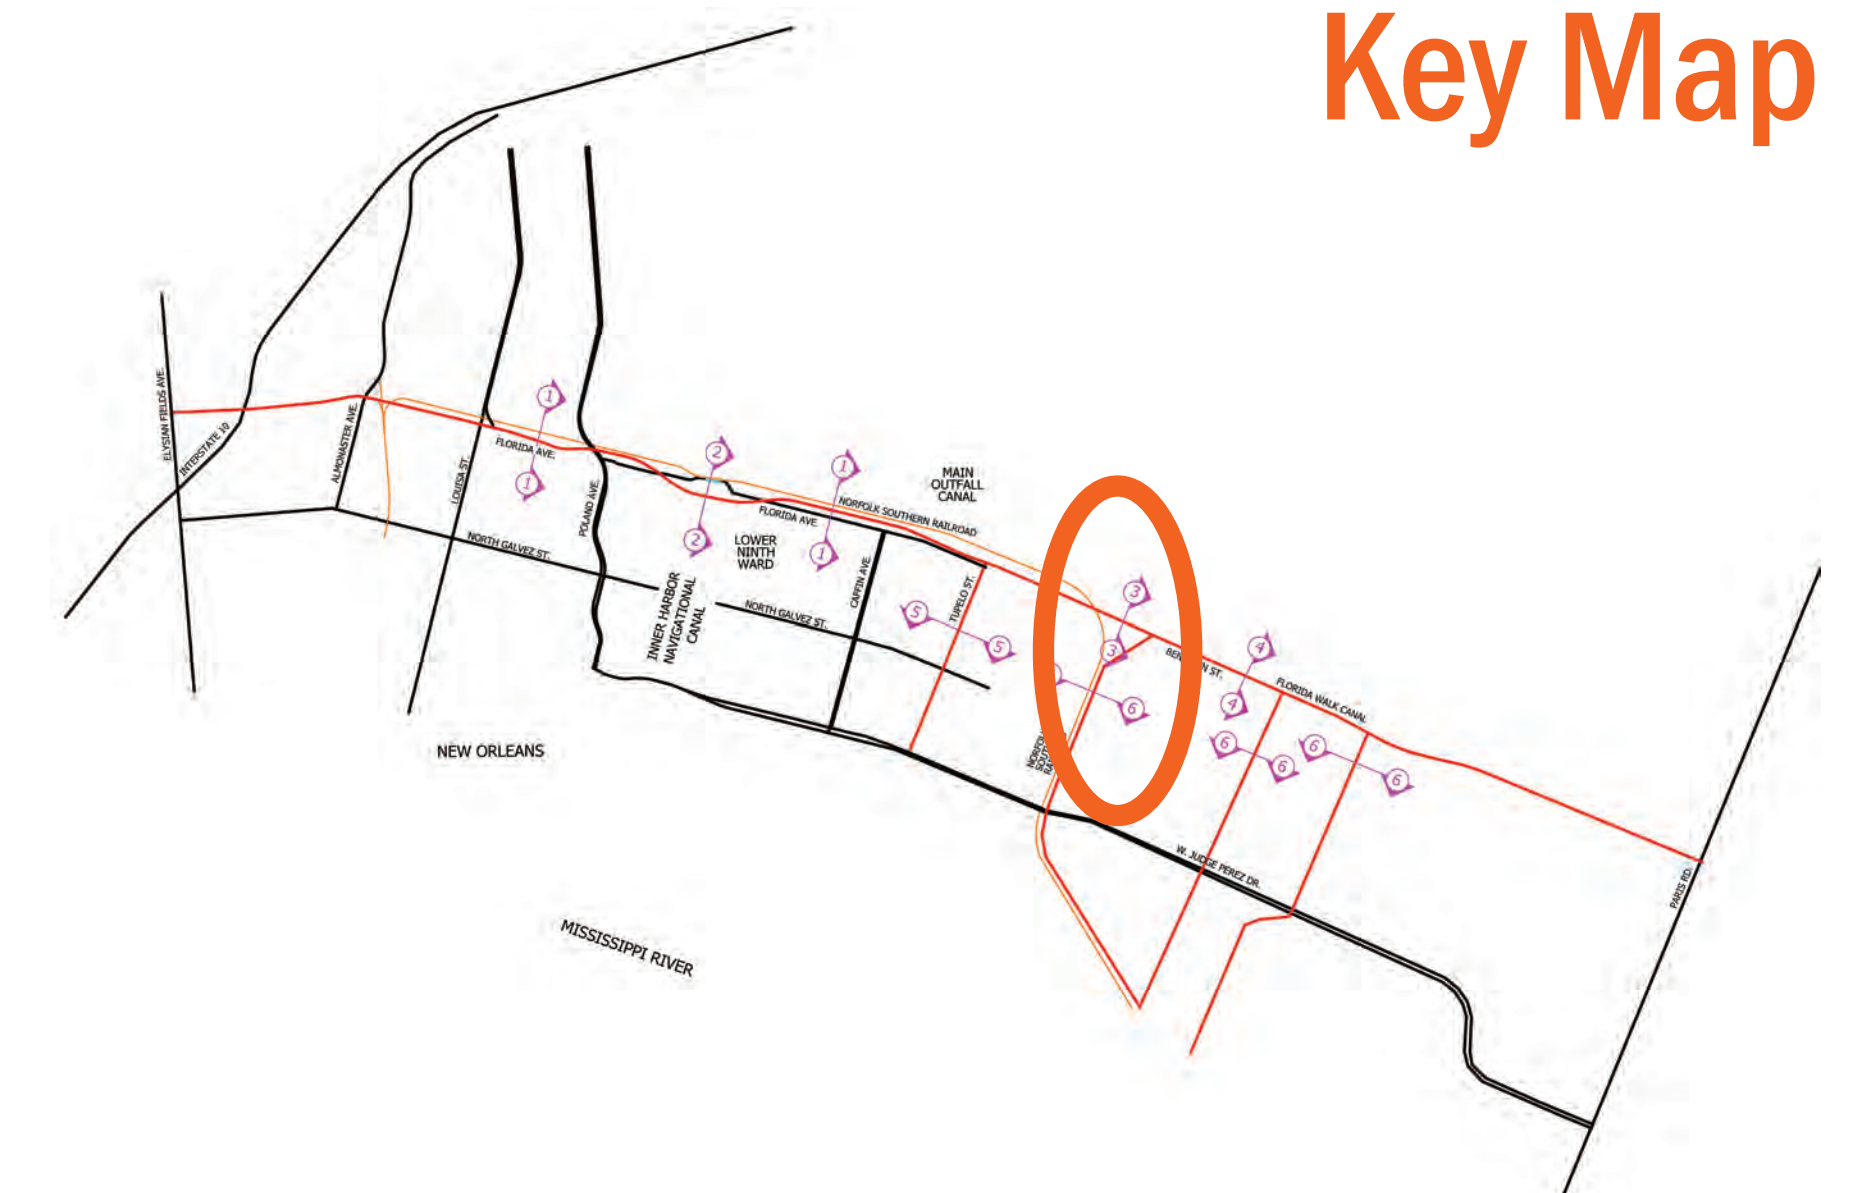 Key Map
ELYSIAN FIELDS AVE.
INTERSTATE 10
ALMONASTER AVE.
LOUISA ST.
1
FLORIDA AVE.
1
POLAND AVE.
NORTH GALVEZ ST.
2
2
1
FLORIDA AVE
1
NORFOLK SOUTHERN RAILROAD
MAIN
OUTFALL
CANAL
LOWER
NINTH
WARD
INNER HARBOR
NAVIGATIONAL
CANAL
NORTH GALVEZ ST.
CAFFIN AVE.
TUPELO ST.
5
5
3
3
6
ST.
4
4
FLORIDA WALK CANAL
6
6
6
6
NEW ORLEANS
W. JUDGE PEREZ DR.
PARIS RD.
MISSISSIPPI RIVER